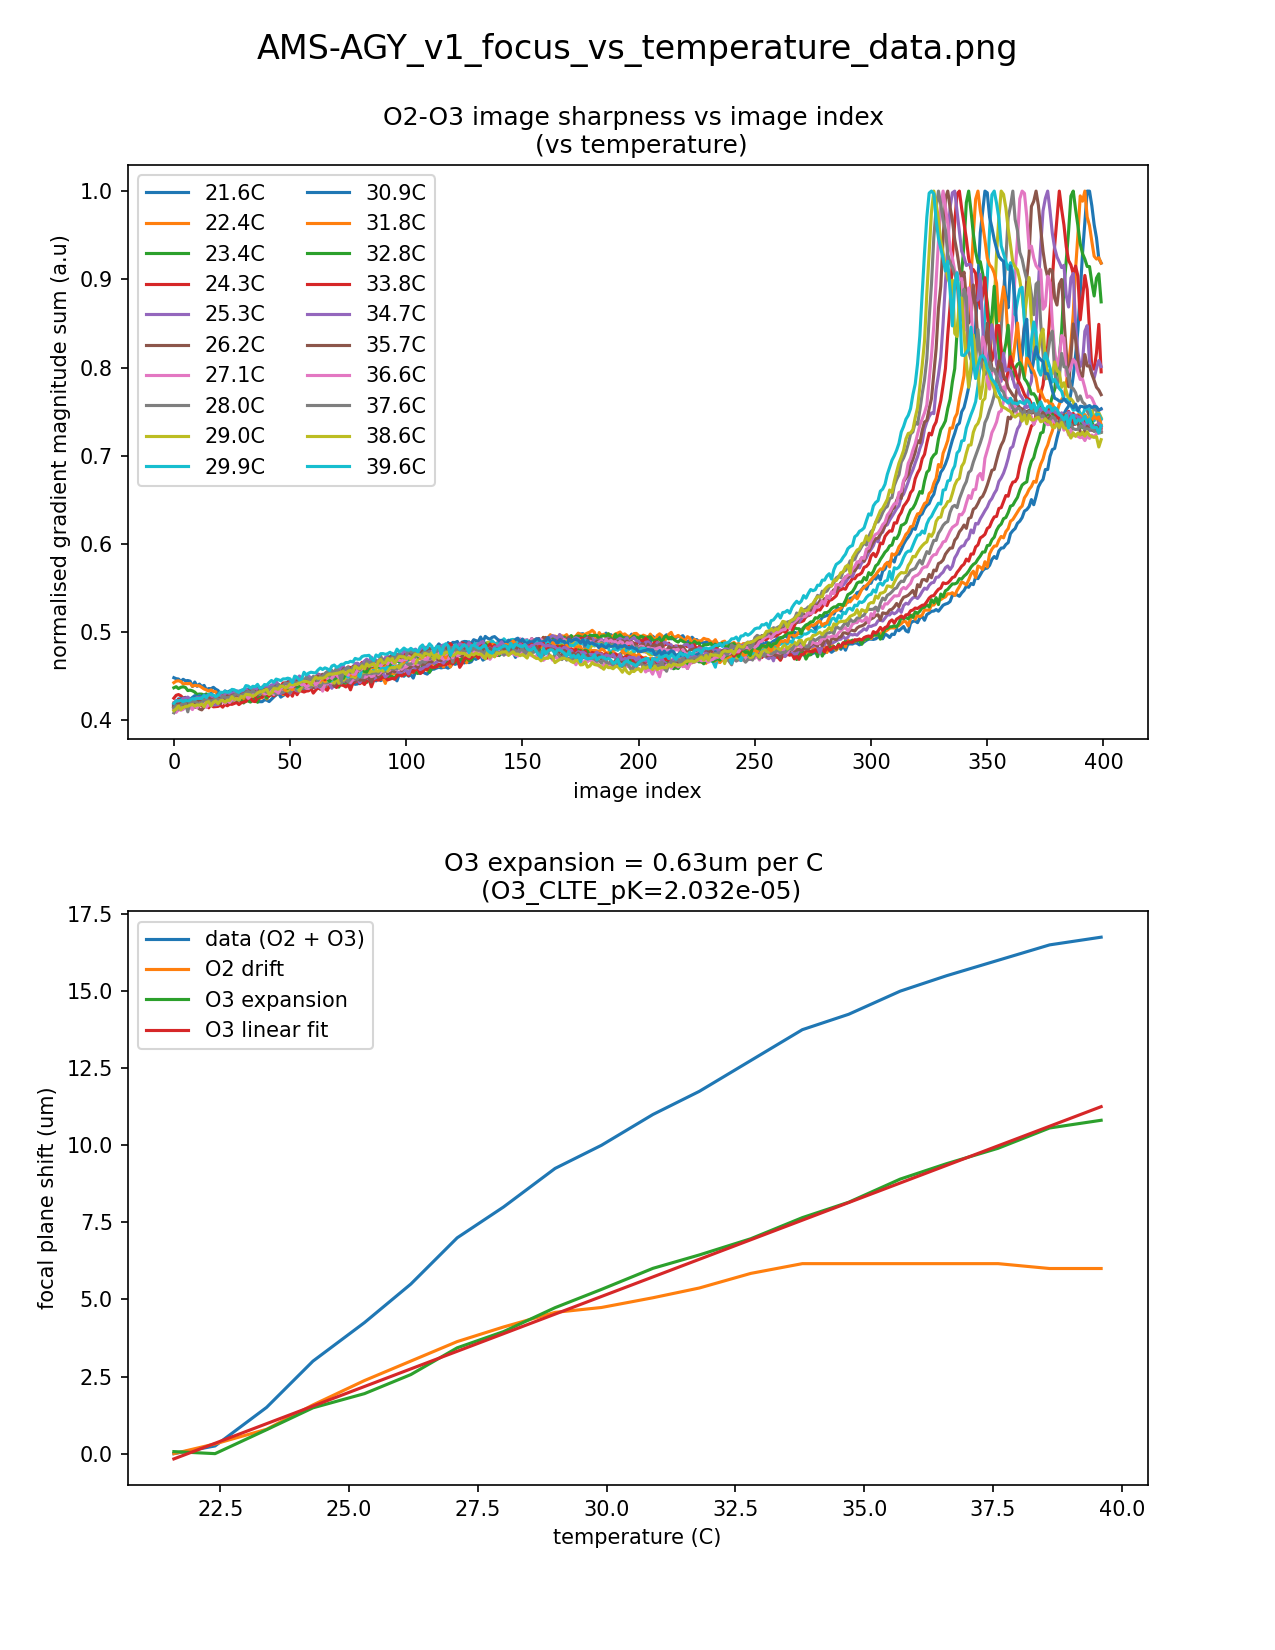 AMS-AGY_v1_focus_vs_temperature_data.png
O2-O3 image sharpness vs image index
(vs temperature)
normalised gradient magnitude sum (a.u)
1.0
0.9
0.8
0.7
0.6
0.5
0.4
21.6C 30.9C
22.4C 31.8C
23.4C 32.8C
24.3C 33.8C
25.3C 34.7C
26.2C 35.7C
27.1C 36.6C
28.0C 37.6C
29.0C 38.6C
29.9C 39.6C
0 50 100 150 200 250 300 350 400
image index
O3 expansion = 0.63um per C
(O3_CLTE_pK=2.032e-05)
focal plane shift (um)
17.5
15.0
12.5
10.0
7.5
5.0
2.5
0.0
data (O2 + O3)
O2 drift
O3 expansion
O3 linear fit
22.5 25.0 27.5 30.0 32.5 35.0 37.5 40.0
temperature (C)